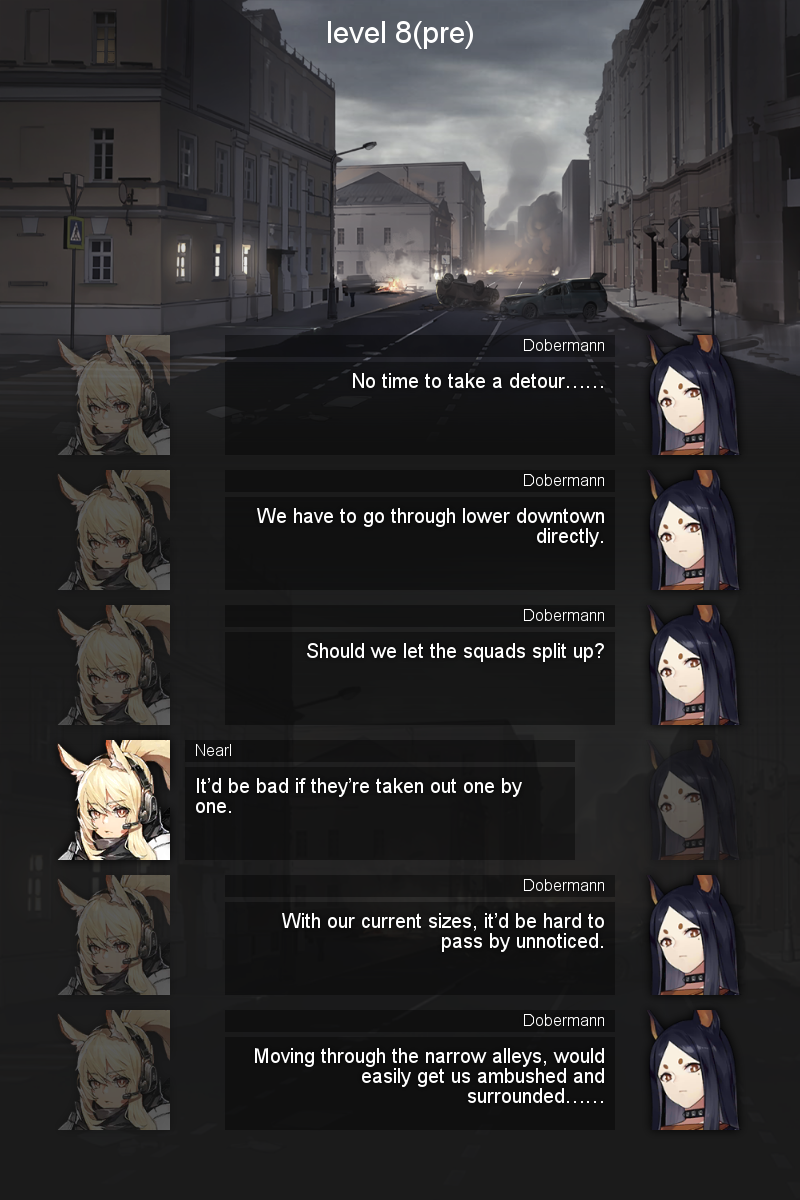 level 8(pre)
Dobermann
No time to take a detour……
Dobermann
We have to go through lower downtown
directly.
Dobermann
Should we let the squads split up?
Nearl
It’d be bad if they’re taken out one by
one.
Dobermann
With our current sizes, it’d be hard to
pass by unnoticed.
Dobermann
Moving through the narrow alleys, would
easily get us ambushed and
surrounded……